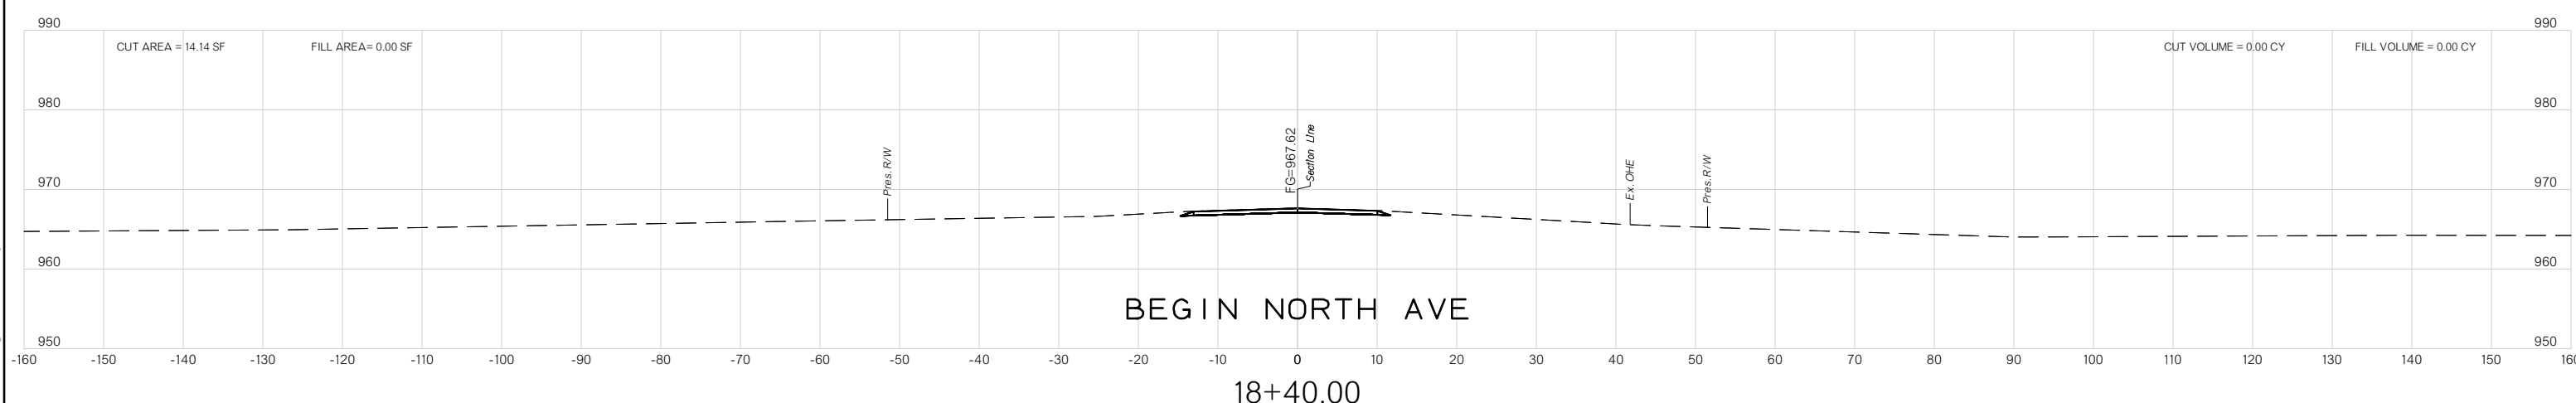 990 990
CUT AREA = 14.14 SF FILL AREA= 0.00 SF CUT VOLUME = 0.00 CY FILL VOLUME = 0.00 CY
980 980
FG=967.62
Section Line
Pres. R/W
Ex. OHE
Pres. R/W
970 970
960 960
BEGIN NORTH AVE
950 950
-160 -150 -140 -130 -120 -110 -100 -90 -80 -70 -60 -50 -40 -30 -20 -10 0 10 20 30 40 50 60 70 80 90 100 110 120 130 140 150 160
18+40.00